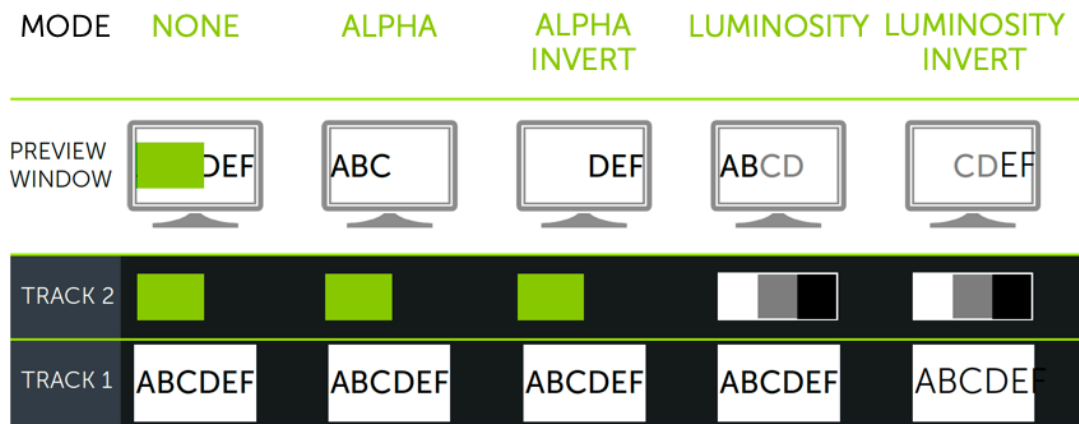 MODE NONE ALPHA ALPHA INVERT LUMINOSITY LUMINOSITY INVERT
PREVIEW WINDOW DEF ABC DEF ABCD CDEF
TRACK 2
TRACK 1 ABCDEF ABCDEF ABCDEF ABCDEF ABCDEF